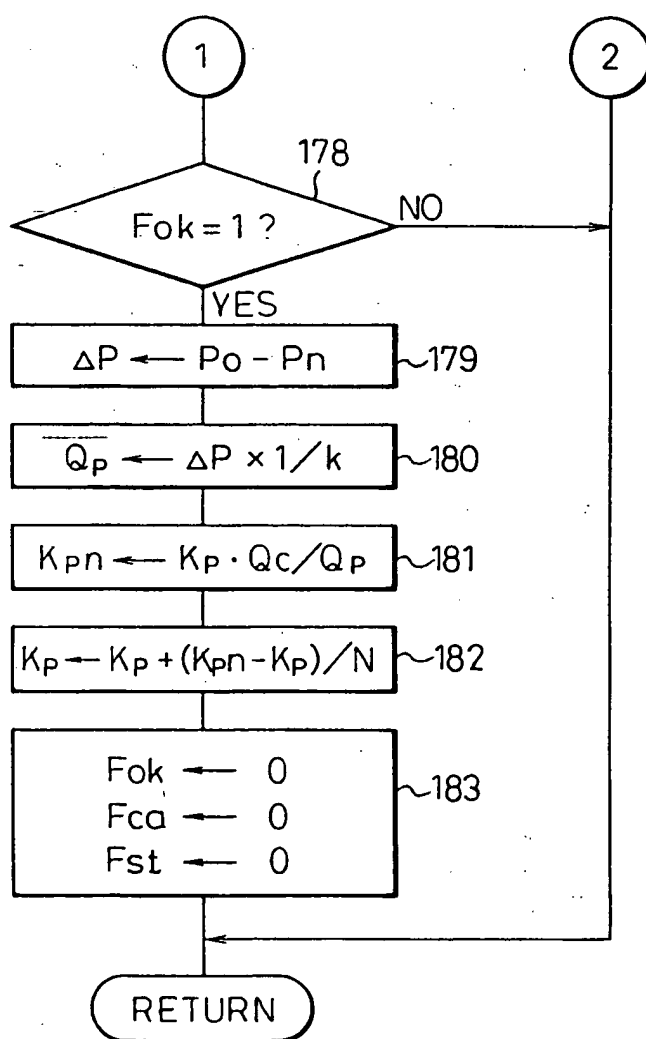 1
2
178
Fok = 1 ?
NO
YES
ΔP ← Po - Pn
179
Q̅p̅ ← ΔP × 1/k
180
Kpn ← Kp · Qc/Qp
181
Kp ← Kp + (Kpn - Kp)/N
182
Fok ← 0
Fca ← 0
Fst ← 0
183
RETURN